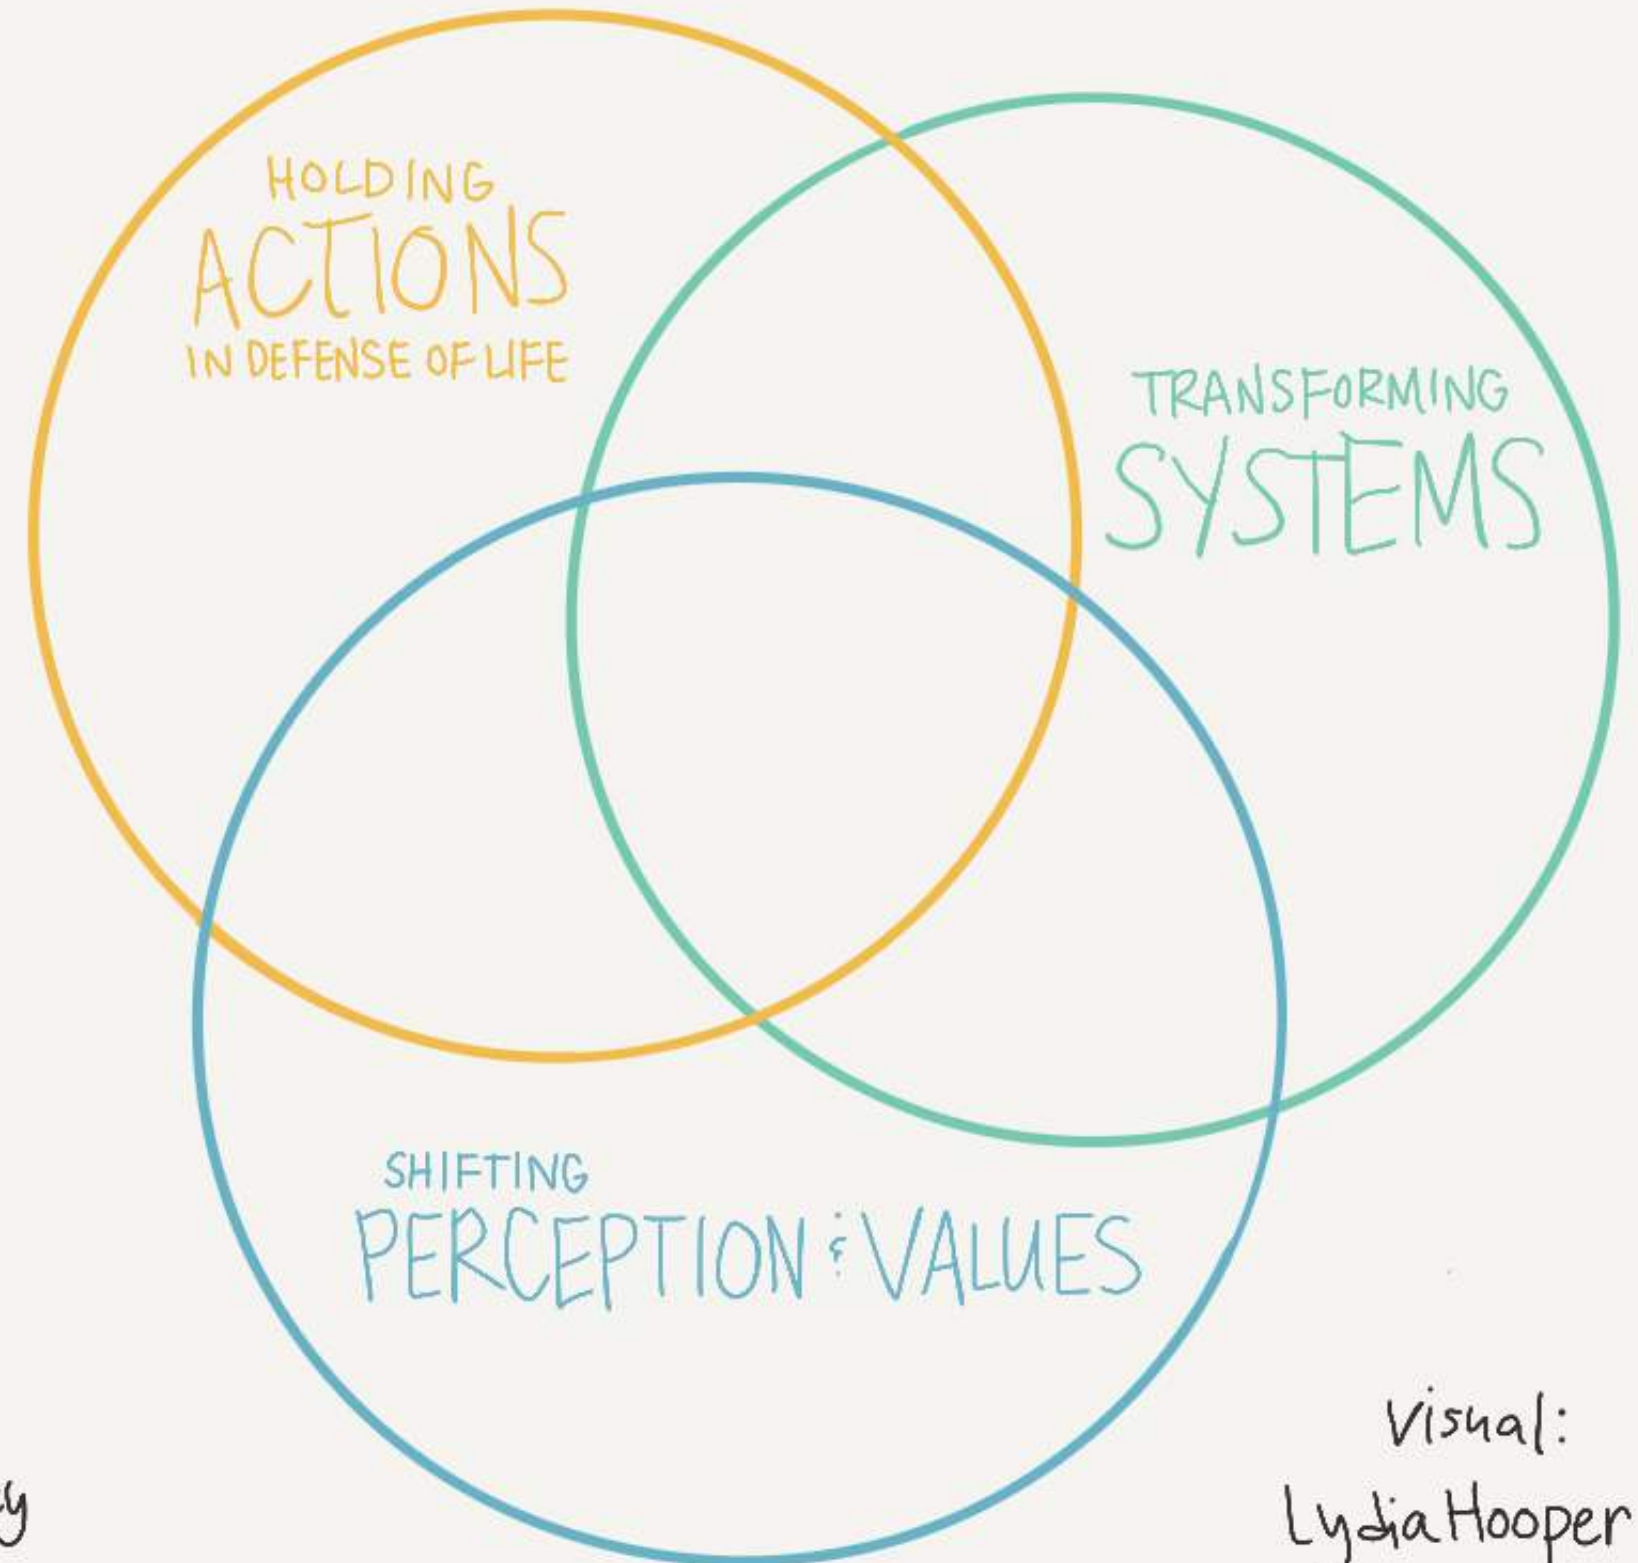 HOLDING
ACTIONS
IN DEFENSE OF LIFE
TRANSFORMING
SYSTEMS
SHIFTING
PERCEPTION & VALUES
Visual:
Lydia Hooper